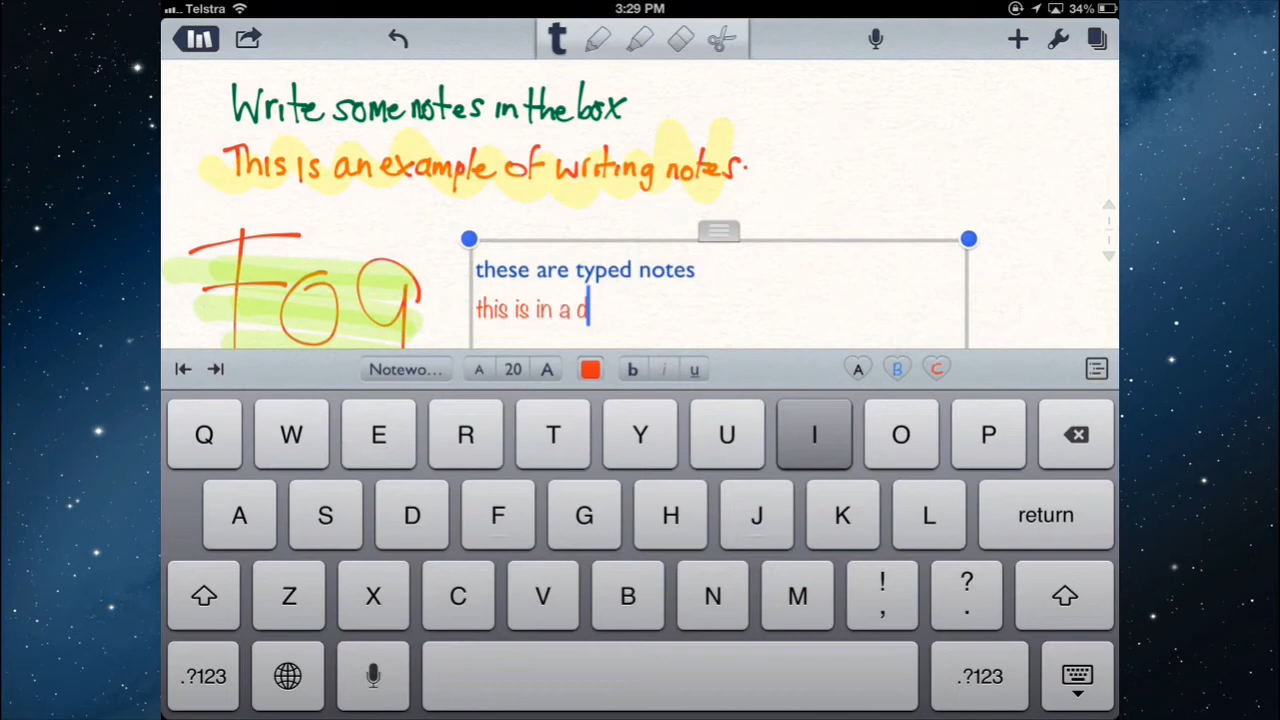 Telstra 3:29 PM 34%
t
Write some notes in the box
This is an example of writing notes.
Fog
these are typed notes
this is in a d
Notewo... A 20 A b i u A B C
Q W E R T Y U I O P
A S D F G H J K L return
Z X C V B N M ! , ? .
.?123 .?123